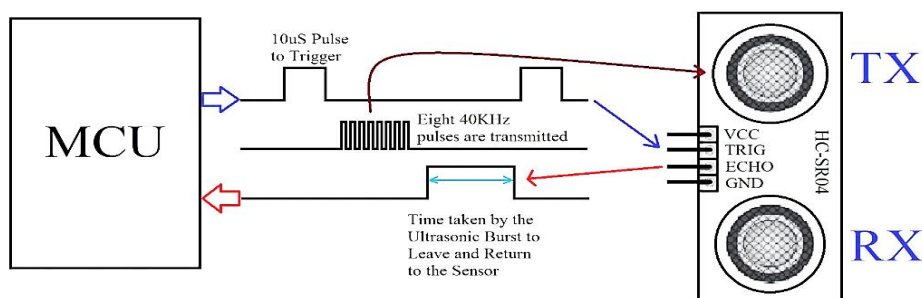 10uS Pulse
to Trigger
TX
MCU
Eight 40KHz
pulses are transmitted
VCC
TRIG
ECHO
GND
HC-SR04
Time taken by the
Ultrasonic Burst to
Leave and Return
to the Sensor
RX